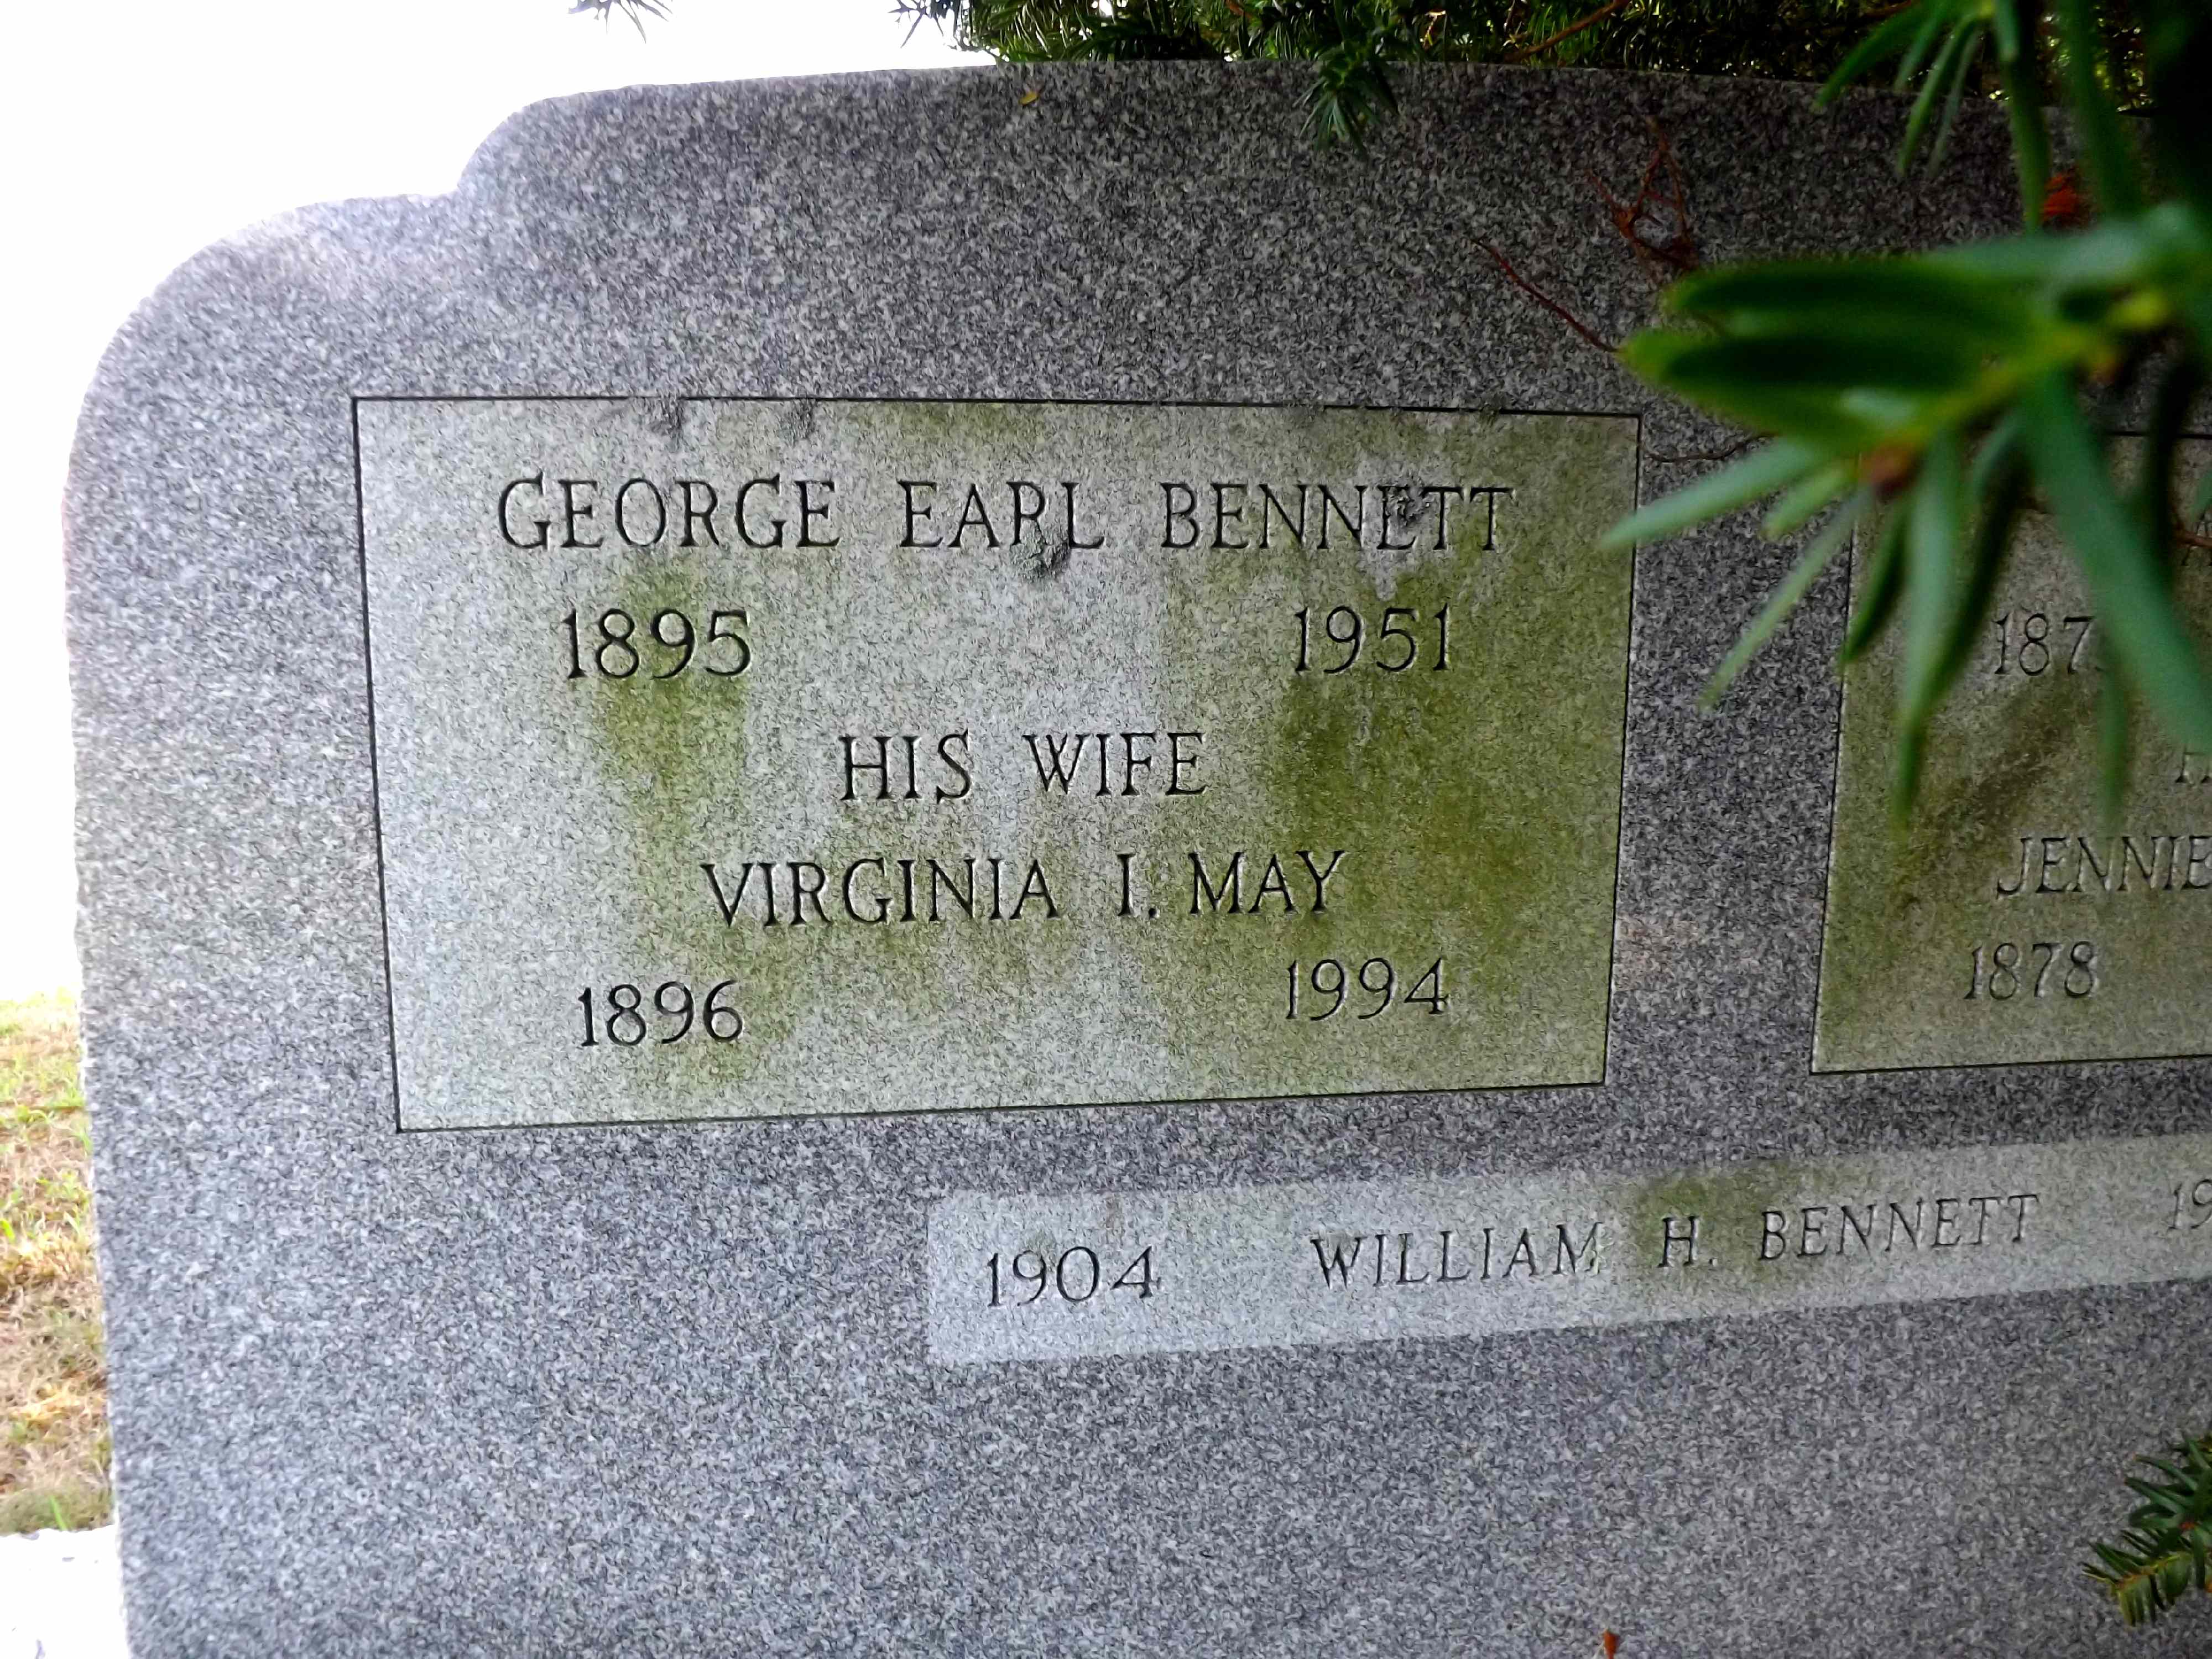 GEORGE EARL BENNETT
1895 1951
HIS WIFE
VIRGINIA I. MAY
1896 1994
JENNIE
1878
1904 WILLIAM H. BENNETT